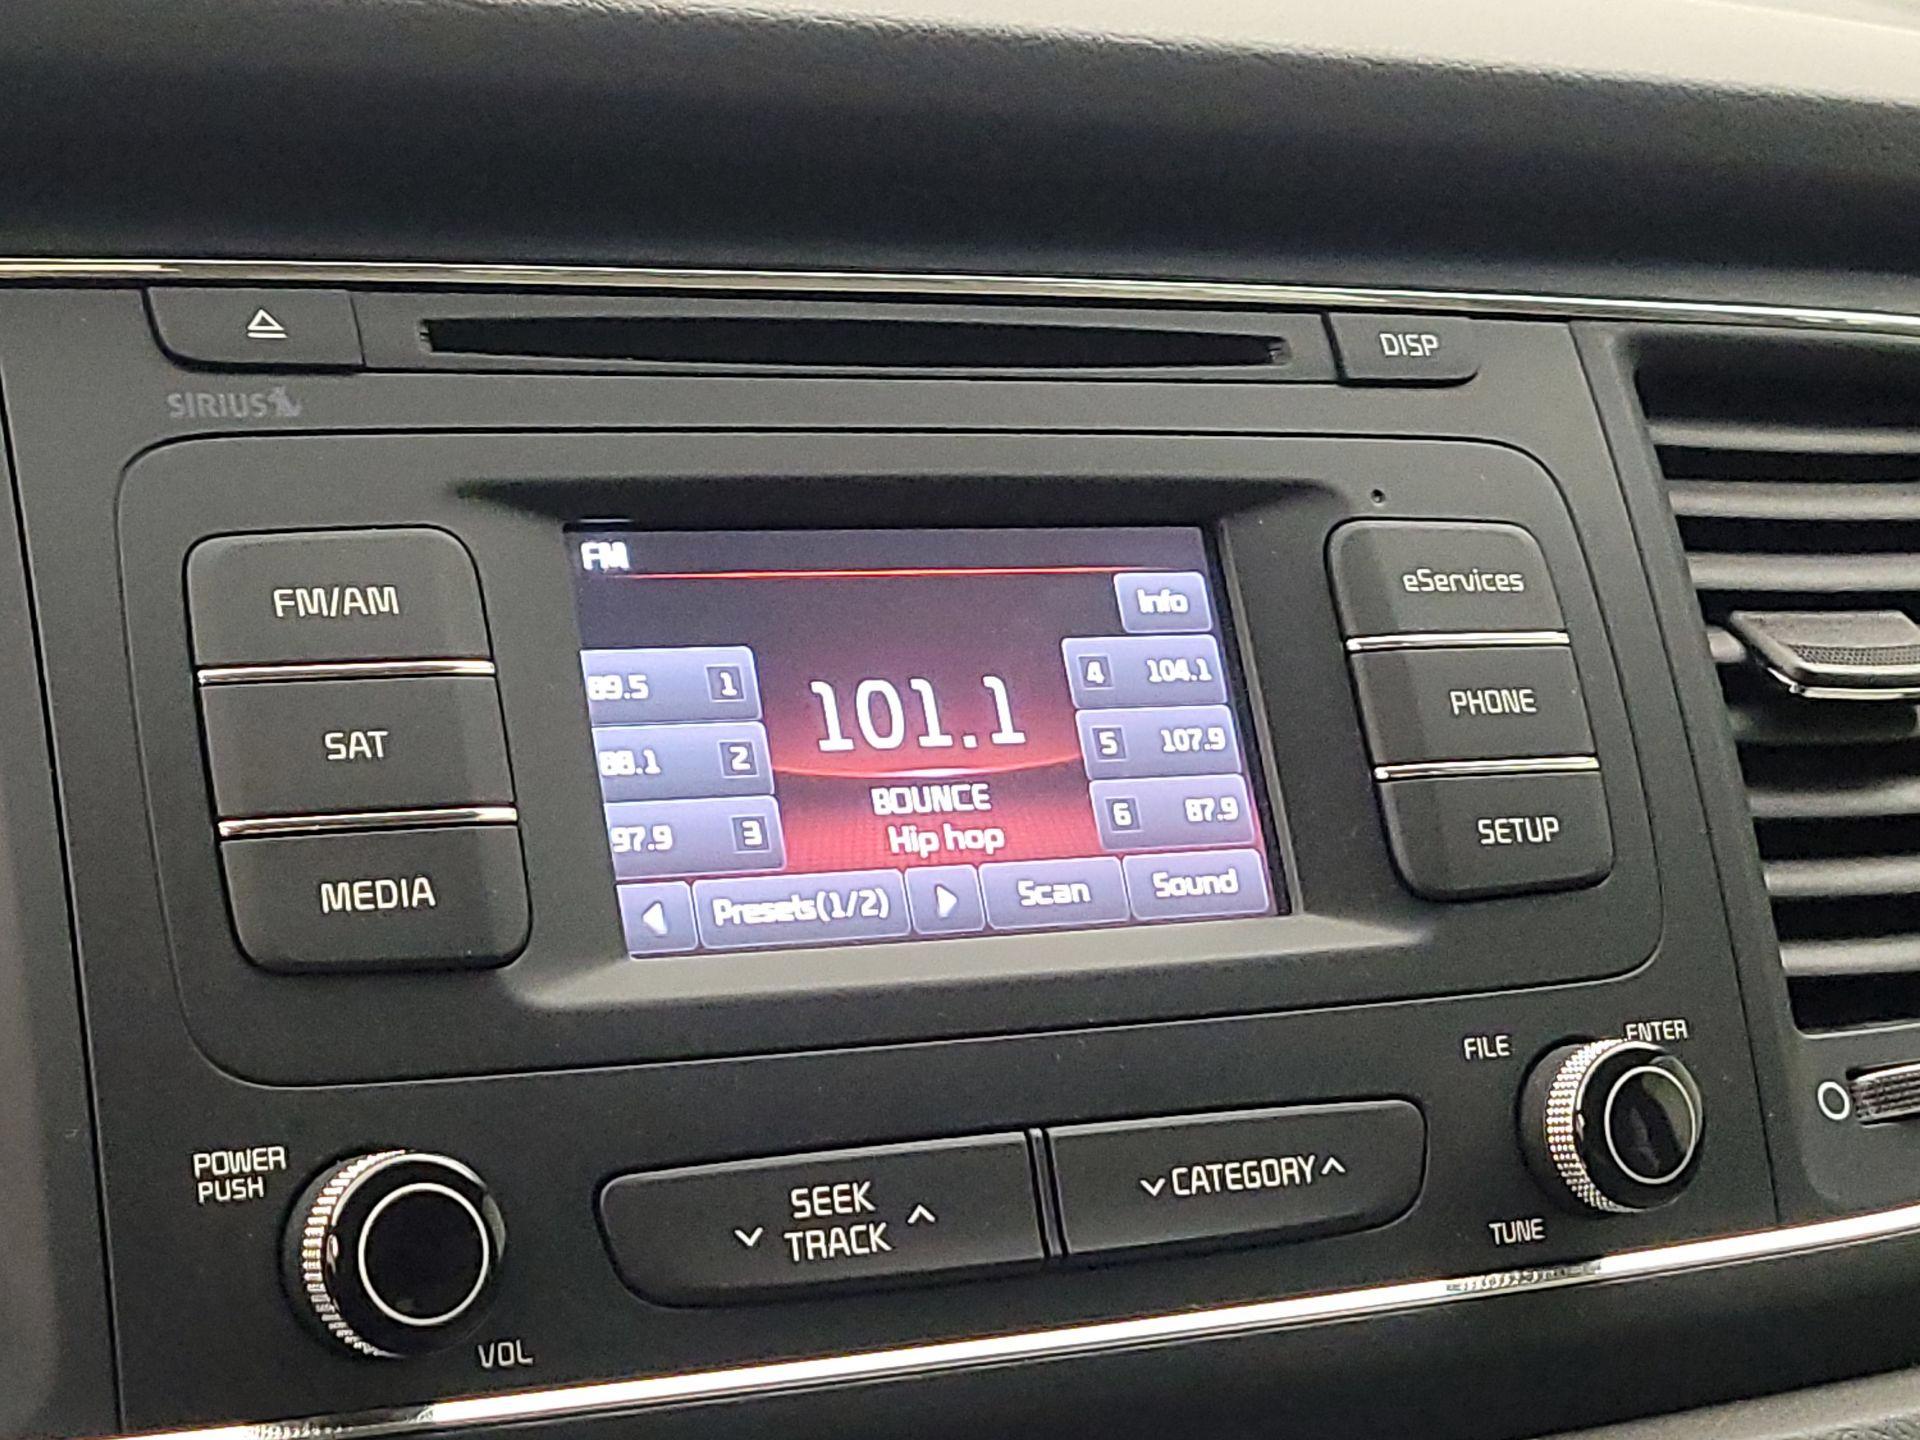 DISP
SIRIUS
FM/AM
SAT
MEDIA
FM
Info
89.5 1
88.1 2
97.9 3
101.1
BOUNCE
Hip hop
4 104.1
5 107.9
6 87.9
Presets(1/2)
Scan
Sound
eServices
PHONE
SETUP
POWER
PUSH
VOL
SEEK
TRACK
CATEGORY
FILE
ENTER
TUNE